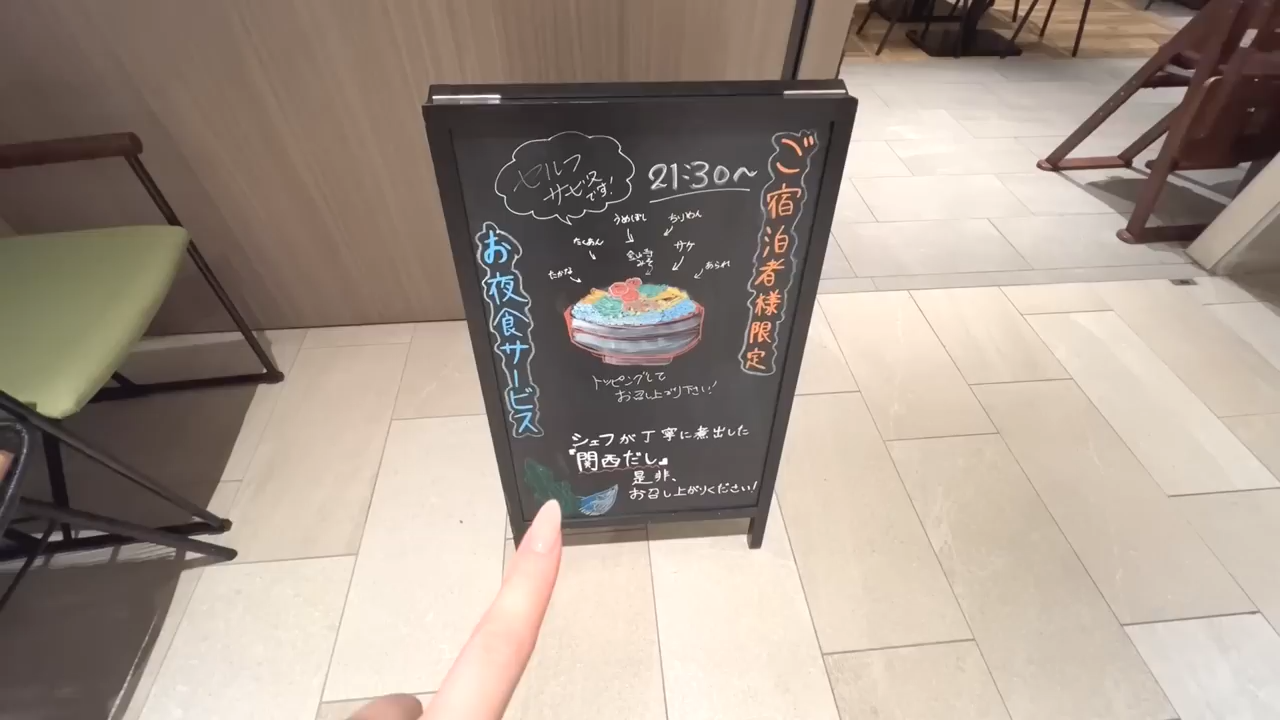 ご宿泊者様限定
21:30~
セルフ
サービス
です!
お夜食サービス
うめぼし
ちりめん
たくあん
金山寺
みそ
サケ
たかな
あられ
トッピングして
お召し上がり下さい!
シェフが丁寧に煮出した
『関西だし』
是非、
お召し上がりください!